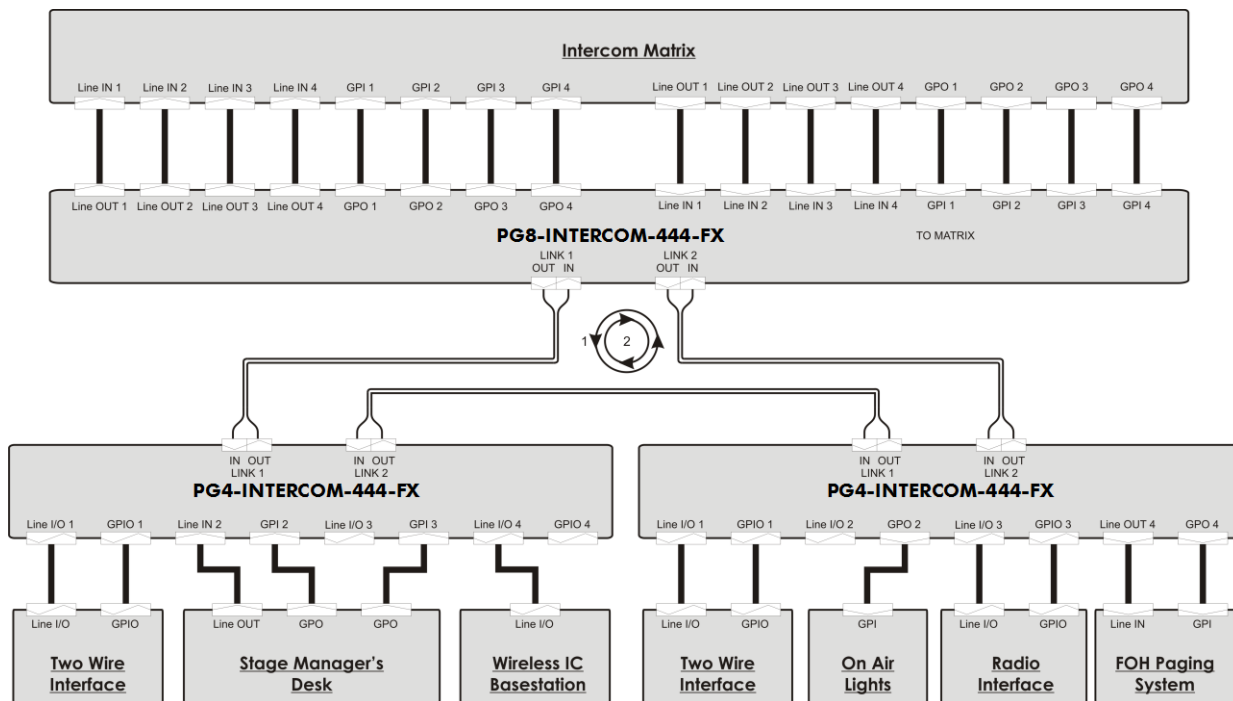 Intercom Matrix
Line IN 1 Line IN 2 Line IN 3 Line IN 4 GPI 1 GPI 2 GPI 3 GPI 4 Line OUT 1 Line OUT 2 Line OUT 3 Line OUT 4 GPO 1 GPO 2 GPO 3 GPO 4
Line OUT 1 Line OUT 2 Line OUT 3 Line OUT 4 GPO 1 GPO 2 GPO 3 GPO 4 Line IN 1 Line IN 2 Line IN 3 Line IN 4 GPI 1 GPI 2 GPI 3 GPI 4
PG8-INTERCOM-444-FX TO MATRIX
LINK 1 LINK 2
OUT IN OUT IN
1 2
IN OUT IN OUT IN OUT IN OUT
LINK 1 LINK 2 LINK 1 LINK 2
PG4-INTERCOM-444-FX PG4-INTERCOM-444-FX
Line I/O 1 GPIO 1 Line IN 2 GPI 2 Line I/O 3 GPI 3 Line I/O 4 GPIO 4 Line I/O 1 GPIO 1 Line I/O 2 GPO 2 Line I/O 3 GPIO 3 Line OUT 4 GPO 4
Line I/O GPIO Line OUT GPO GPO Line I/O Line I/O GPIO GPI Line I/O GPIO Line IN GPI
Two Wire Stage Manager's Wireless IC Two Wire On Air Radio FOH Paging
Interface Desk Basestation Interface Lights Interface System